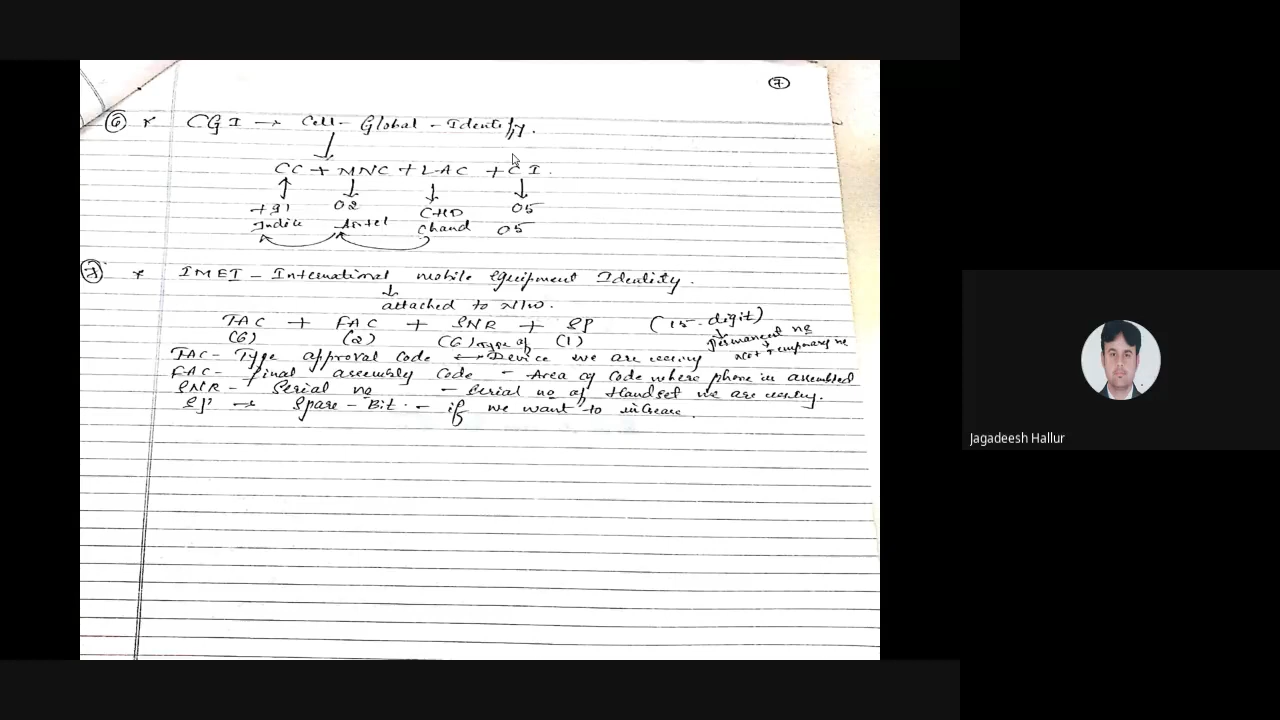 7
6 * CGI → Cell - Global - Identify.
CC + MNC + LAC + CI.
+91 02 CHD 05
India Airtel Chand 05
7 * IMEI - International mobile equipment Identity.
attached to N/W.
TAC + FAC + SNR + SP (15-digit)
(6) (2) (6) Type of (1) permanent no
not temporary no
TAC - Type approval code ↔ Device we are using
FAC - final assembly code - Area of code where phone is assembled
SNR - Serial no - Serial no of Handset we are using.
SP → Spare - Bit - if we want to increase.
Jagadeesh Hallur